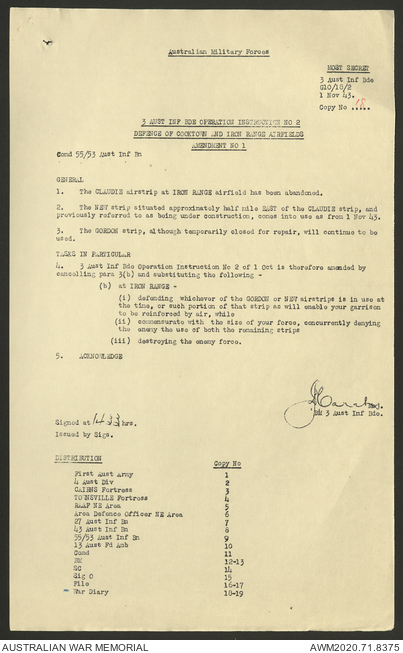 Australian Military Forces
MOST SECRET
3 Aust Inf Bde
G10/18/2
1 Nov 43.
Copy No 18
3 AUST INF BDE OPERATION INSTRUCTION NO 2
DEFENCE OF COOKTOWN AND IRON RANGE AIRFIELDS
AMENDMENT NO 1
Comd 55/53 Aust Inf Bn
GENERAL
1. The CLAUDIE airstrip at IRON RANGE airfield has been abandoned.
2. The NEW strip situated approximately half mile EAST of the CLAUDIE strip, and
previously referred to as being under construction, comes into use as from 1 Nov 43.
3. The GORDON strip, although temporarily closed for repair, will continue to be
used.
TASKS IN PARTICULAR
4. 3 Aust Inf Bde Operation Instruction No 2 of 1 Oct is therefore amended by
cancelling para 3(b) and substituting the following -
(b) at IRON RANGE -
(i) defending whichever of the GORDON or NEW airstrips is in use at
the time, or such portion of that strip as will enable your garrison
to be reinforced by air, while
(ii) commensurate with the size of your force, concurrently denying
the enemy the use of both the remaining strips
(iii) destroying the enemy force.
5. ACKNOWLEDGE
Maj.
BM 3 Aust Inf Bde.
Signed at 1433 hrs.
Issued by Sigs.
DISTRIBUTION Copy No
First Aust Army 1
4 Aust Div 2
CAIRNS Fortress 3
TOWNSVILLE Fortress 4
RAAF NE Area 5
Area Defence Officer NE Area 6
27 Aust Inf Bn 7
43 Aust Inf Bn 8
55/53 Aust Inf Bn 9
13 Aust Fd Amb 10
Comd 11
BM 12-13
SC 14
Sig O 15
File 16-17
War Diary 18-19
AUSTRALIAN WAR MEMORIAL
AWM2020.71.8375